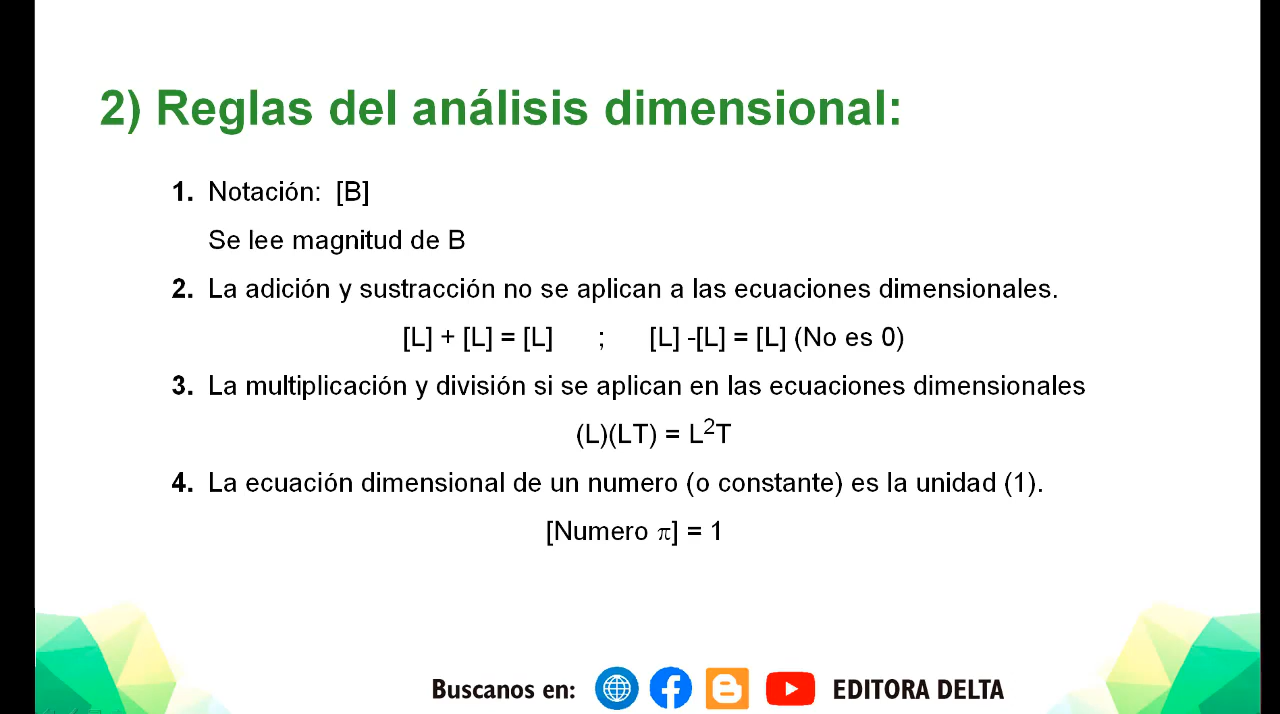 2) Reglas del análisis dimensional:
1. Notación: [B]
Se lee magnitud de B
2. La adición y sustracción no se aplican a las ecuaciones dimensionales.
[L] + [L] = [L] ; [L] -[L] = [L] (No es 0)
3. La multiplicación y división si se aplican en las ecuaciones dimensionales
(L)(LT) = L²T
4. La ecuación dimensional de un numero (o constante) es la unidad (1).
[Numero π] = 1
Buscanos en: EDITORA DELTA